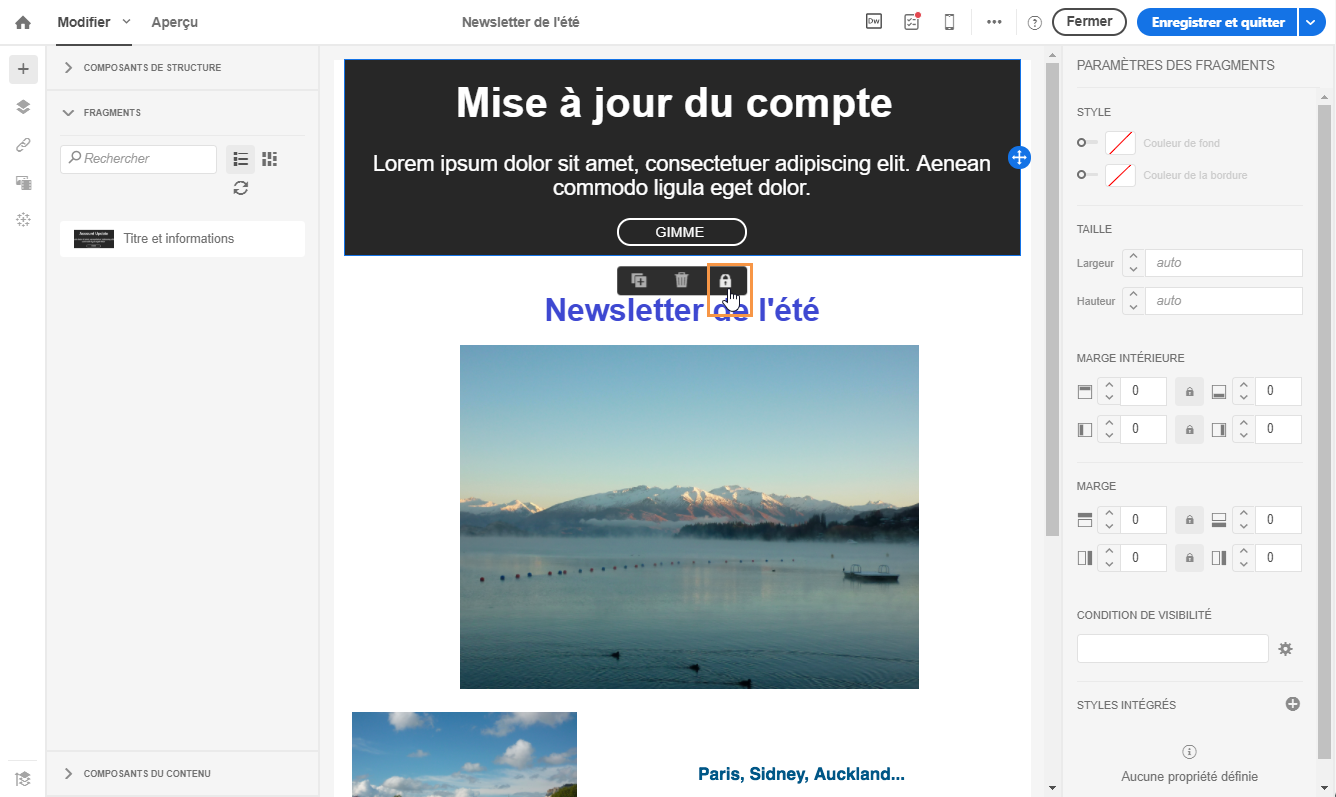 Modifier
Aperçu
Newsletter de l'été
Dw
Fermer
Enregistrer et quitter
COMPOSANTS DE STRUCTURE
FRAGMENTS
Rechercher
Titre et informations
COMPOSANTS DU CONTENU
Mise à jour du compte
Lorem ipsum dolor sit amet, consectetuer adipiscing elit. Aenean
commodo ligula eget dolor.
GIMME
Newsletter de l'été
Paris, Sidney, Auckland...
PARAMÈTRES DES FRAGMENTS
STYLE
Couleur de fond
Couleur de la bordure
TAILLE
Largeur auto
Hauteur auto
MARGE INTÉRIEURE
0 0
0 0
MARGE
0 0
0 0
CONDITION DE VISIBILITÉ
STYLES INTÉGRÉS
Aucune propriété définie